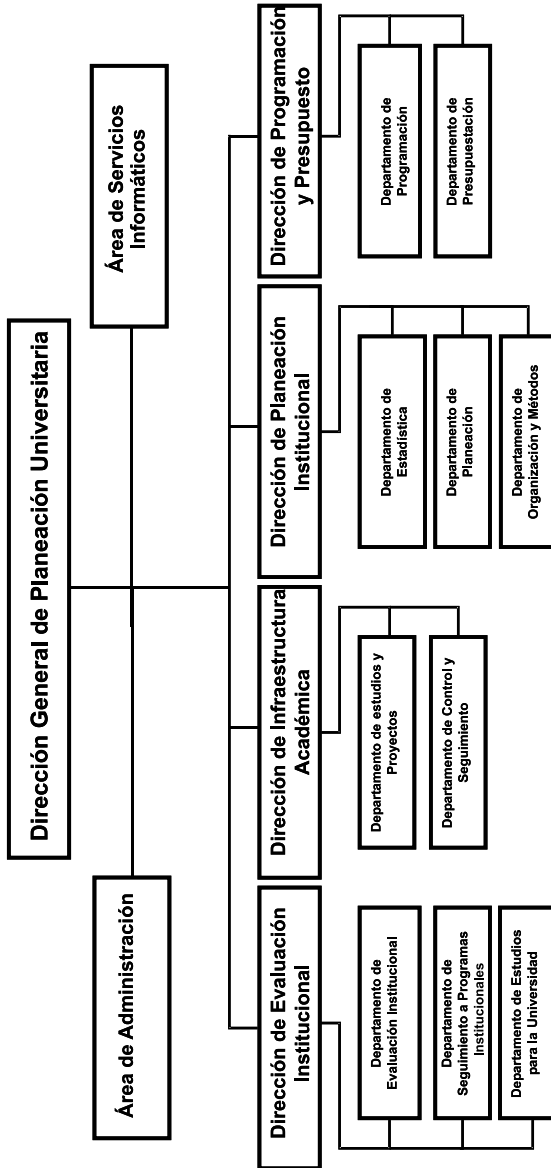 Dirección General de Planeación Universitaria
Área de Administración
Área de Servicios
Informáticos
Dirección de Evaluación
Institucional
Dirección de Infraestructura
Académica
Dirección de Planeación
Institucional
Dirección de Programación
y Presupuesto
Departamento de
Evaluación Institucional
Departamento de
Seguimiento a Programas
Institucionales
Departamento de Estudios
para la Universidad
Departamento de estudios y
Proyectos
Departamento de Control y
Seguimiento
Departamento de
Estadística
Departamento de
Planeación
Departamento de
Organización y Métodos
Departamento de
Programación
Departamento de
Presupuestación